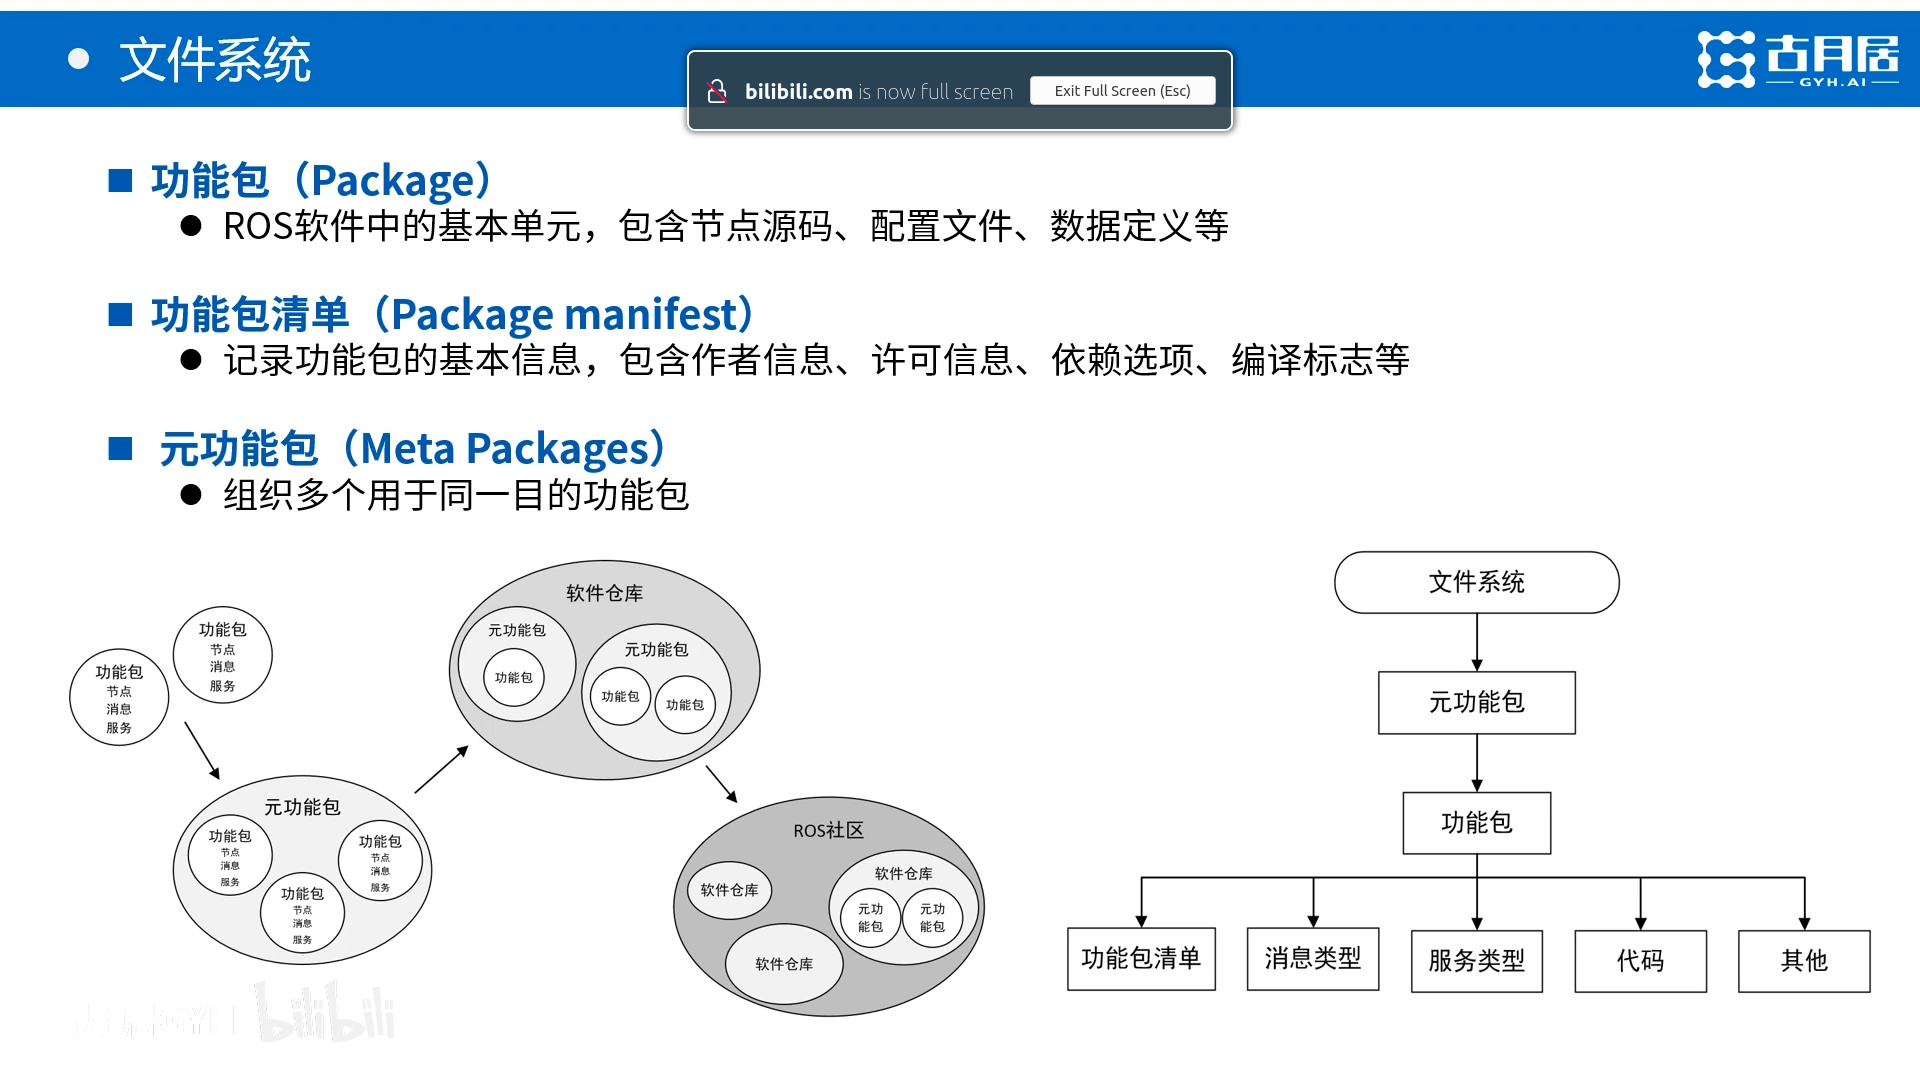 文件系统
古月居
GYH.AI
bilibili.com is now full screen
Exit Full Screen (Esc)
功能包（Package）
ROS软件中的基本单元，包含节点源码、配置文件、数据定义等
功能包清单（Package manifest）
记录功能包的基本信息，包含作者信息、许可信息、依赖选项、编译标志等
元功能包（Meta Packages）
组织多个用于同一目的功能包
功能包
节点
消息
服务
功能包
节点
消息
服务
元功能包
功能包
节点
消息
服务
功能包
节点
消息
服务
功能包
节点
消息
服务
软件仓库
元功能包
功能包
元功能包
功能包
功能包
ROS社区
软件仓库
软件仓库
软件仓库
元功
能包
元功
能包
文件系统
元功能包
功能包
功能包清单
消息类型
服务类型
代码
其他
bilibili